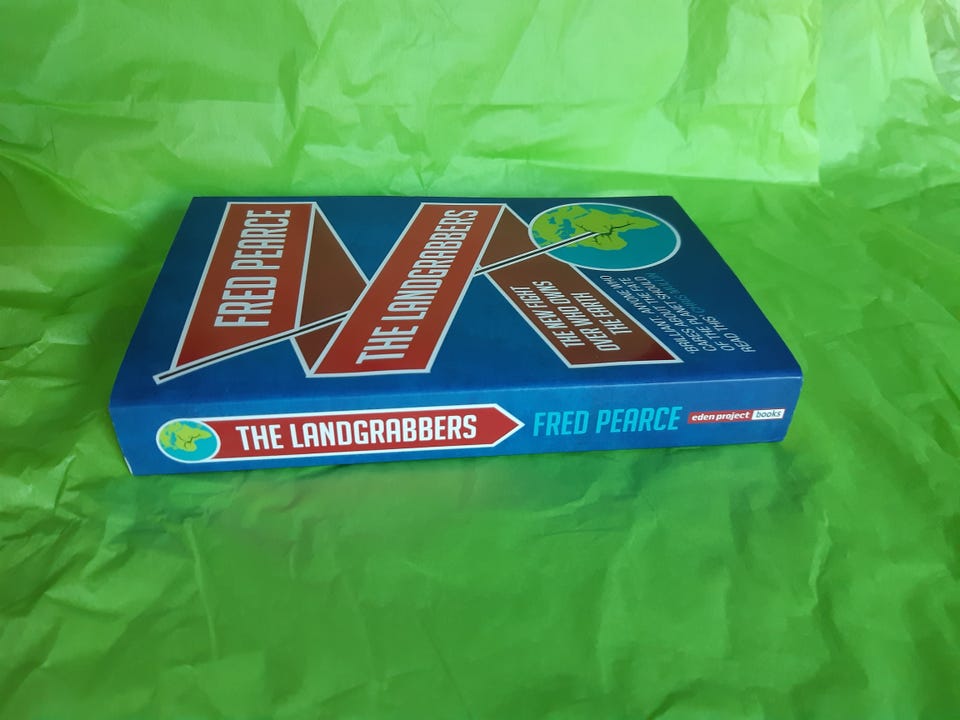 FRED PEARCE
THE LANDGRABBERS
THE NEW FIGHT
OVER WHO OWNS
THE EARTH
'BRILLIANT. ANYONE WHO
CARES ABOUT THE FATE
OF THE PLANET SHOULD
READ THIS'
THE LANDGRABBERS
FRED PEARCE
eden project books